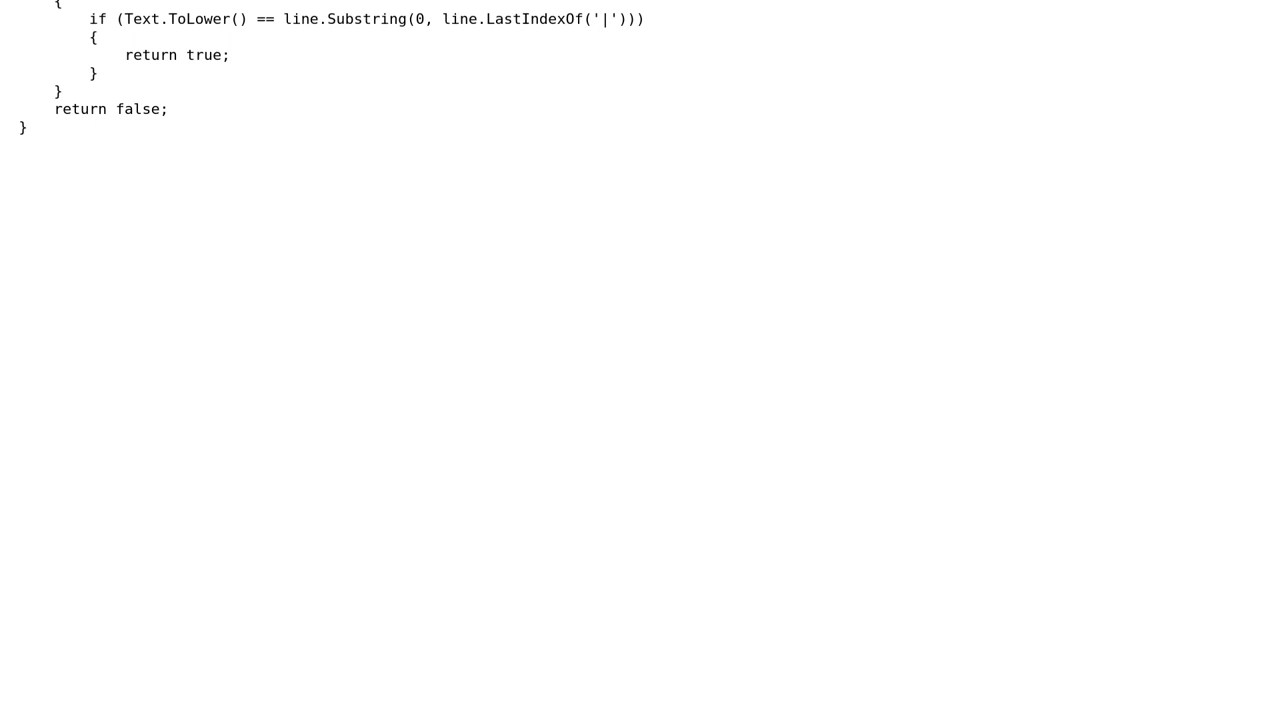 {
if (Text.ToLower() == line.Substring(0, line.LastIndexOf('|')))
{
return true;
}
}
return false;
}